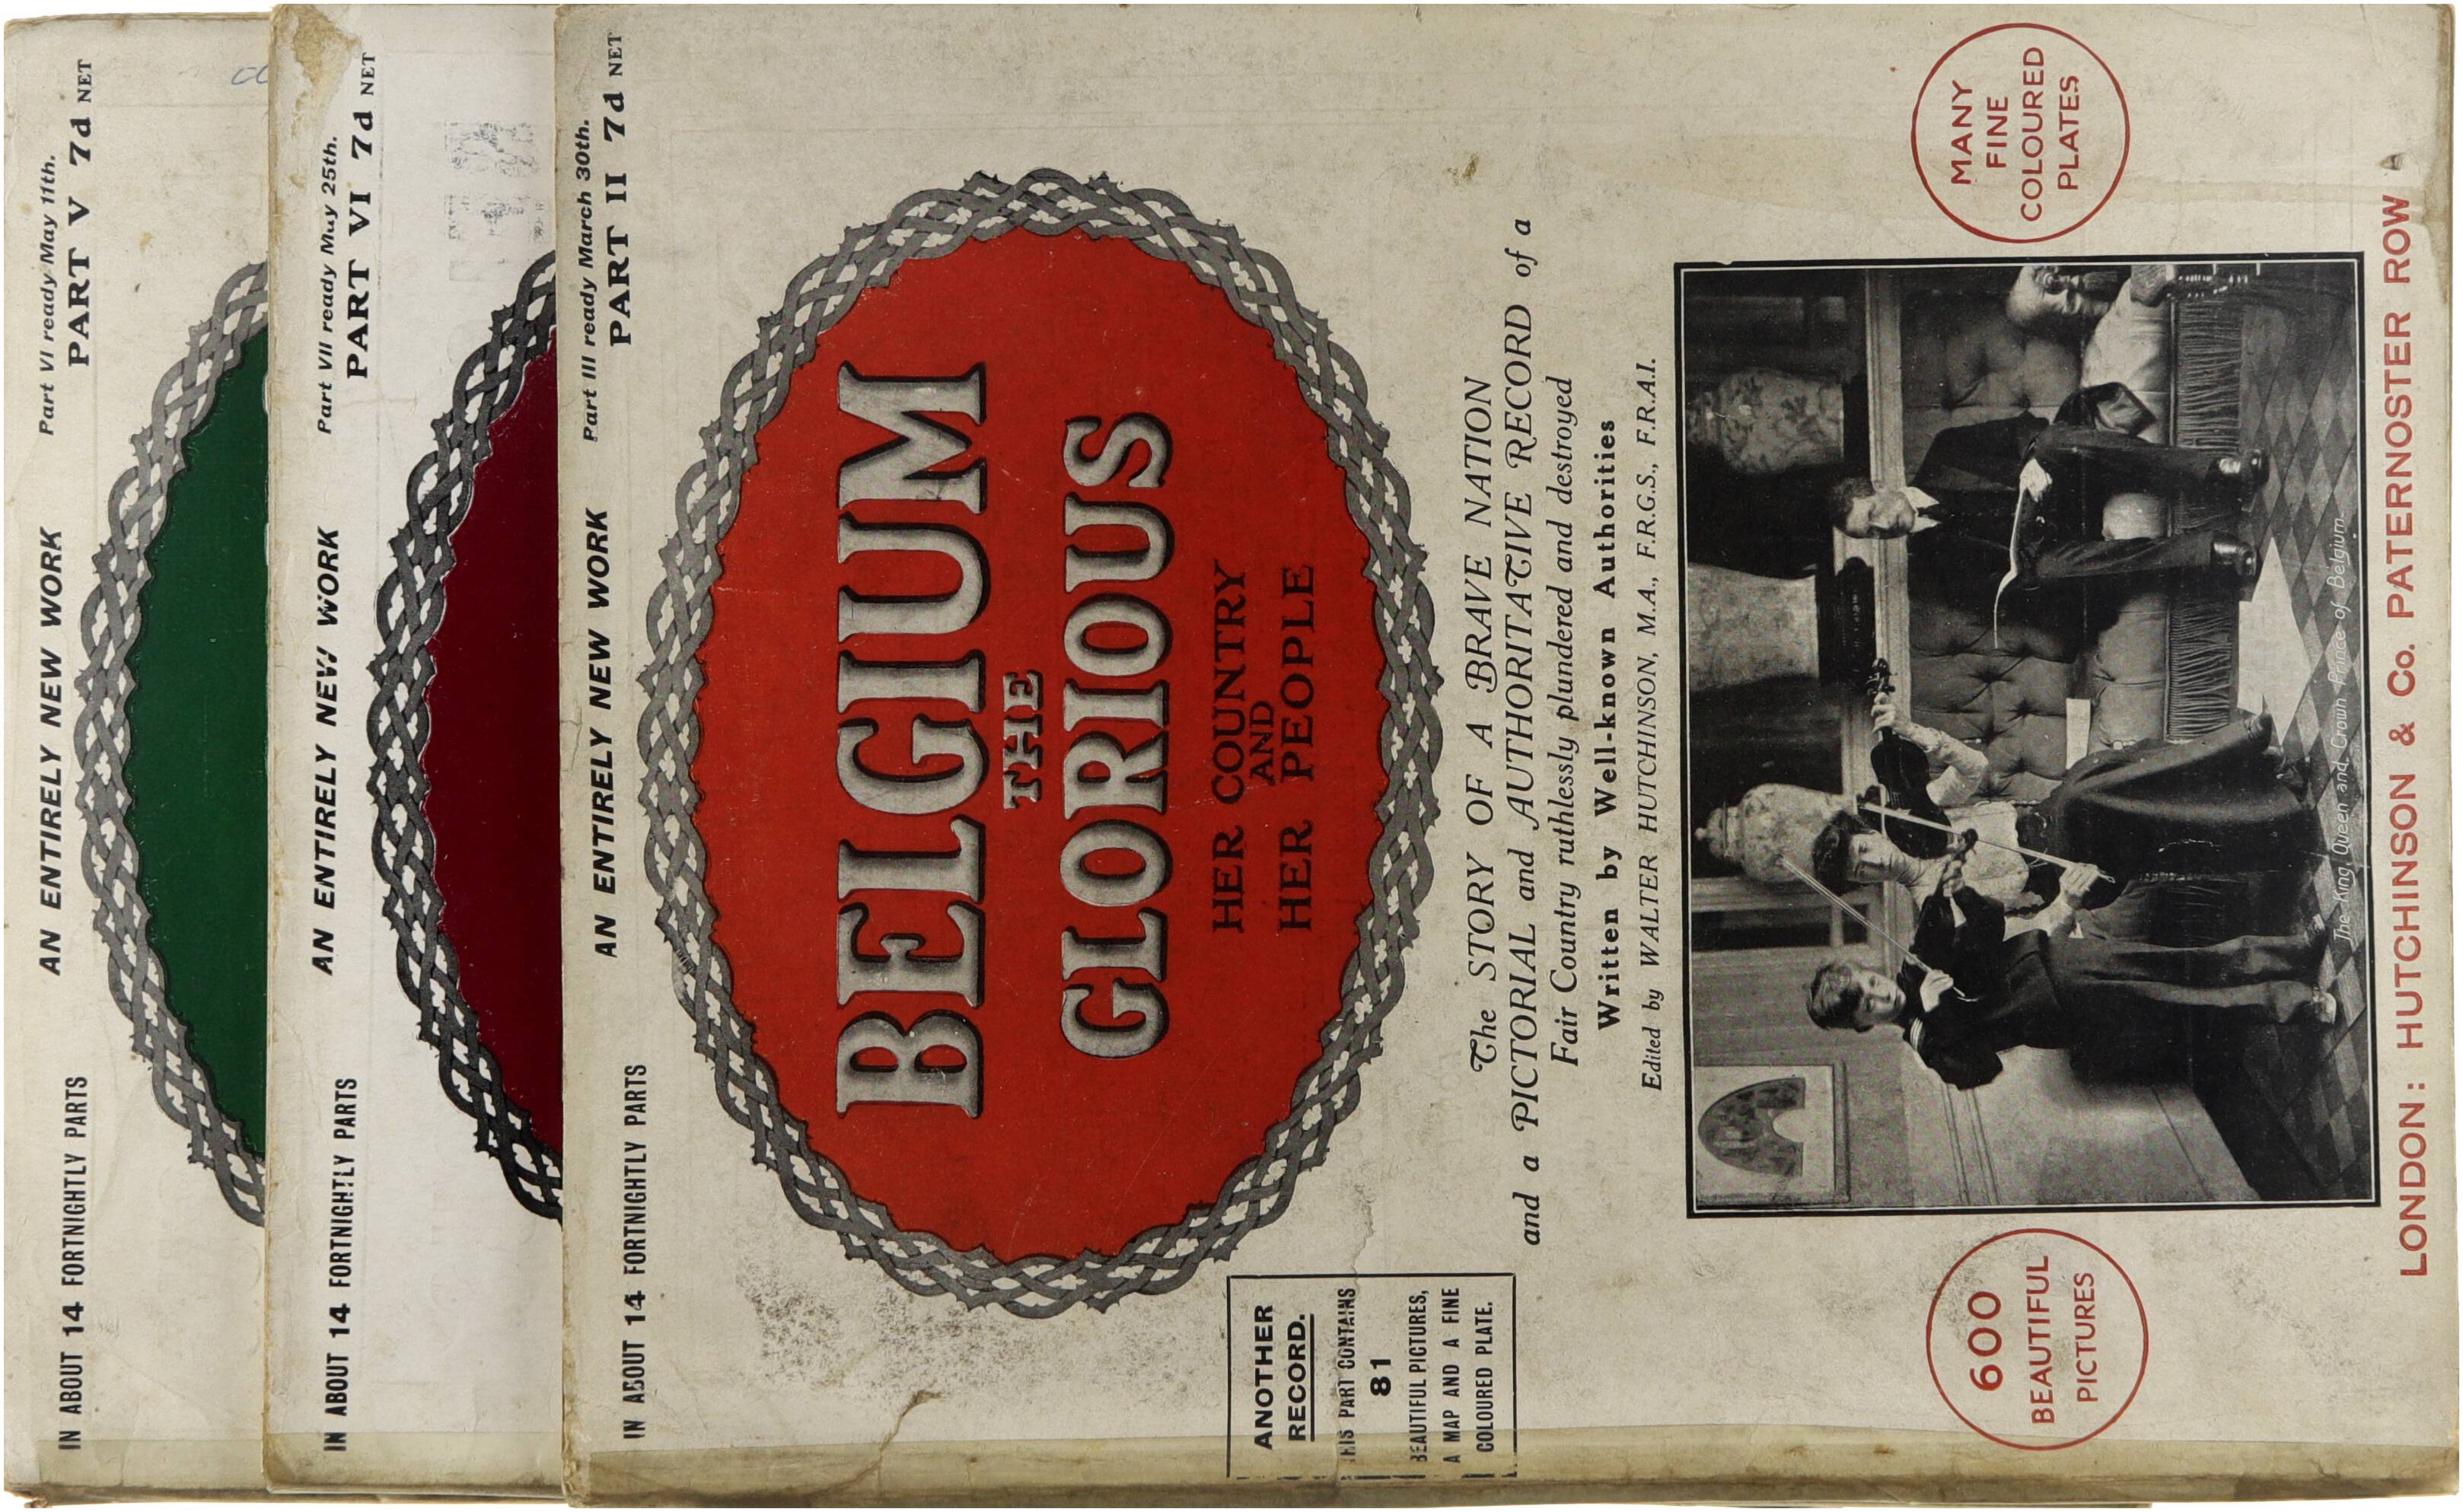 IN ABOUT 14 FORTNIGHTLY PARTS
AN ENTIRELY NEW WORK
Part VI ready May 11th.
PART V 7d NET
IN ABOUT 14 FORTNIGHTLY PARTS
AN ENTIRELY NEW WORK
Part VII ready May 25th.
PART VI 7d NET
IN ABOUT 14 FORTNIGHTLY PARTS
AN ENTIRELY NEW WORK
Part III ready March 30th.
PART II 7d NET
BELGIUM
THE
GLORIOUS
HER COUNTRY
AND
HER PEOPLE
ANOTHER
RECORD.
THIS PART CONTAINS
81
BEAUTIFUL PICTURES,
A MAP AND A FINE
COLOURED PLATE.
The STORY OF A BRAVE NATION
and a PICTORIAL and AUTHORITATIVE RECORD of a
Fair Country ruthlessly plundered and destroyed
Written by Well-known Authorities
Edited by WALTER HUTCHINSON, M.A., F.R.G.S., F.R.A.I.
600
BEAUTIFUL
PICTURES
MANY
FINE
COLOURED
PLATES
The King, Queen and Crown Prince of Belgium.
LONDON: HUTCHINSON & Co. PATERNOSTER ROW